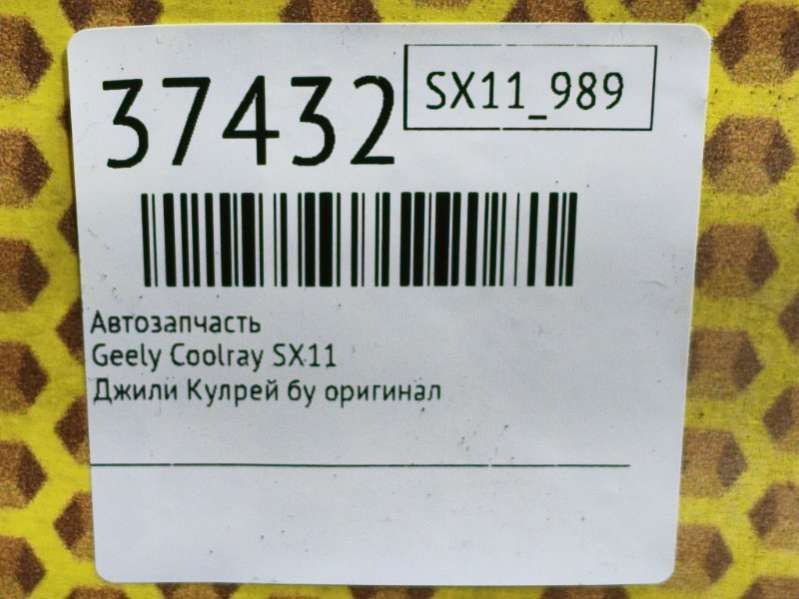 37432
SX11_989
Автозапчасть
Geely Coolray SX11
Джили Кулрей бу оригинал